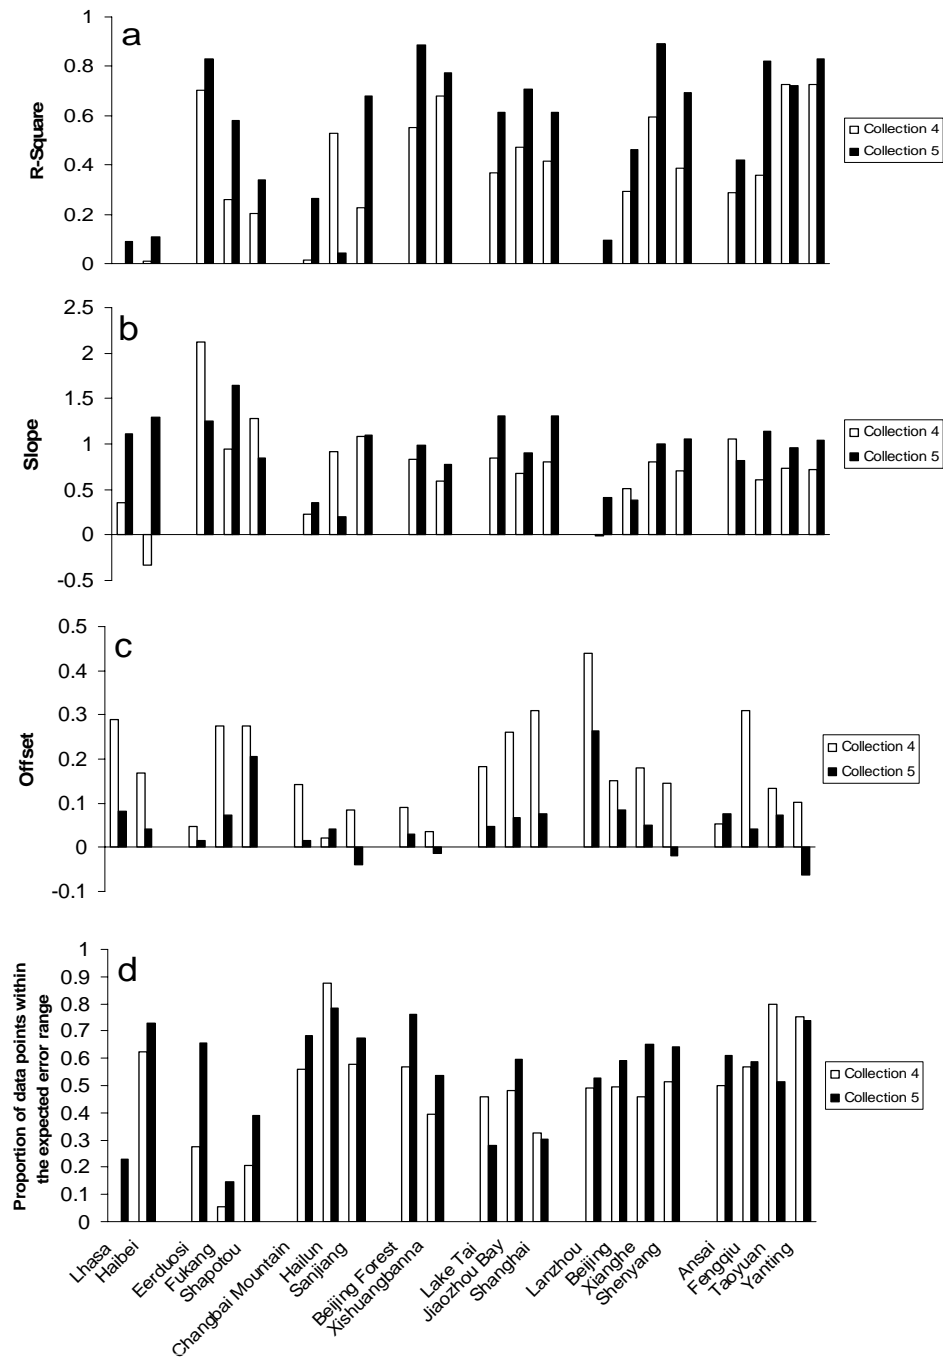 a
1
0.8
0.6
0.4
0.2
0
R-Square
Collection 4
Collection 5
b
2.5
2
1.5
1
0.5
0
-0.5
Slope
Collection 4
Collection 5
c
0.5
0.4
0.3
0.2
0.1
0
-0.1
Offset
Collection 4
Collection 5
d
1
0.9
0.8
0.7
0.6
0.5
0.4
0.3
0.2
0.1
0
Proportion of data points within
the expected error range
Collection 4
Collection 5
Lhasa
Haibei
Eerduosi
Fukang
Shapotou
Changbai Mountain
Hailun
Sanjiang
Beijing Forest
Xishuangbanna
Lake Tai
Jiaozhou Bay
Shanghai
Lanzhou
Beijing
Xianghe
Shenyang
Ansai
Fengqiu
Taoyuan
Yanting